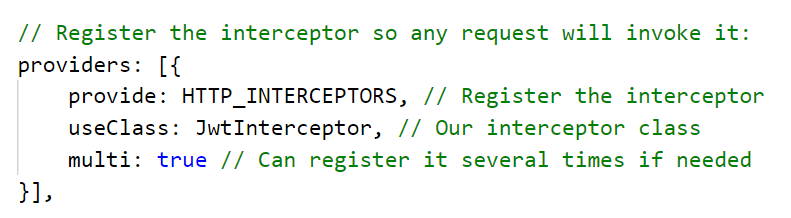 // Register the interceptor so any request will invoke it:
providers: [{
    provide: HTTP_INTERCEPTORS, // Register the interceptor
    useClass: JwtInterceptor, // Our interceptor class
    multi: true // Can register it several times if needed
}],